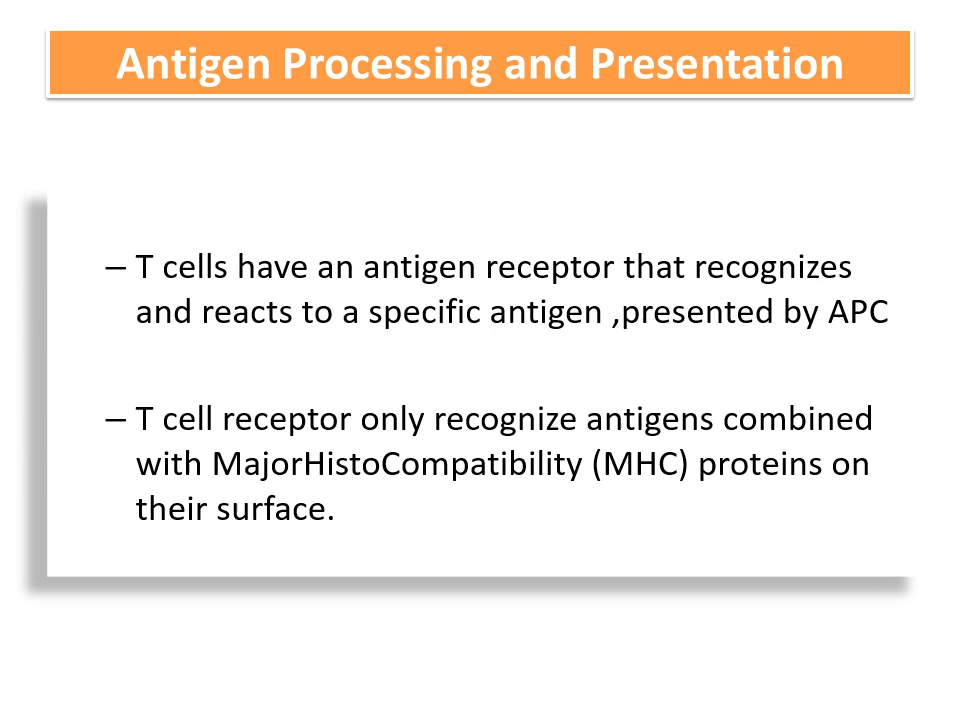 Antigen Processing and Presentation
– T cells have an antigen receptor that recognizes
and reacts to a specific antigen ,presented by APC
– T cell receptor only recognize antigens combined
with MajorHistoCompatibility (MHC) proteins on
their surface.